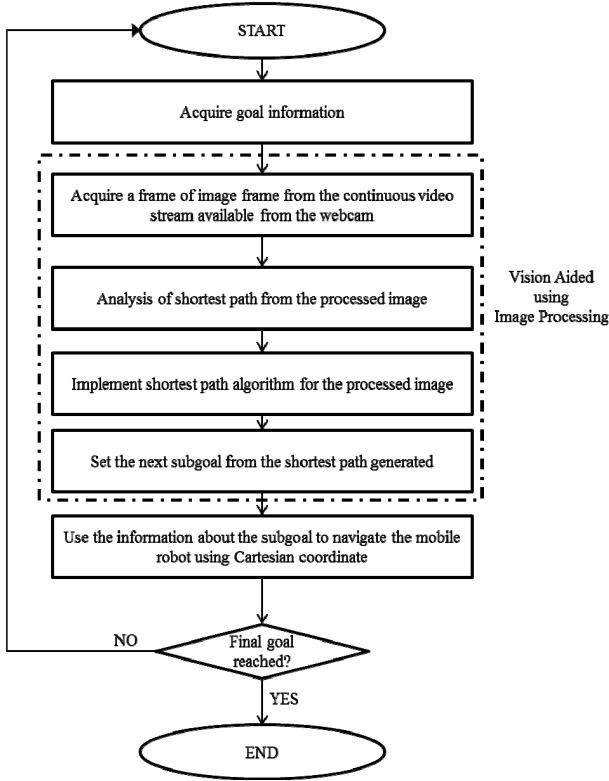 START
Acquire goal information
Acquire a frame of image frame from the continuous video
stream available from the webcam
Analysis of shortest path from the processed image
Vision Aided
using
Image Processing
Implement shortest path algorithm for the processed image
Set the next subgoal from the shortest path generated
Use the information about the subgoal to navigate the mobile
robot using Cartesian coordinate
NO
Final goal
reached?
YES
END